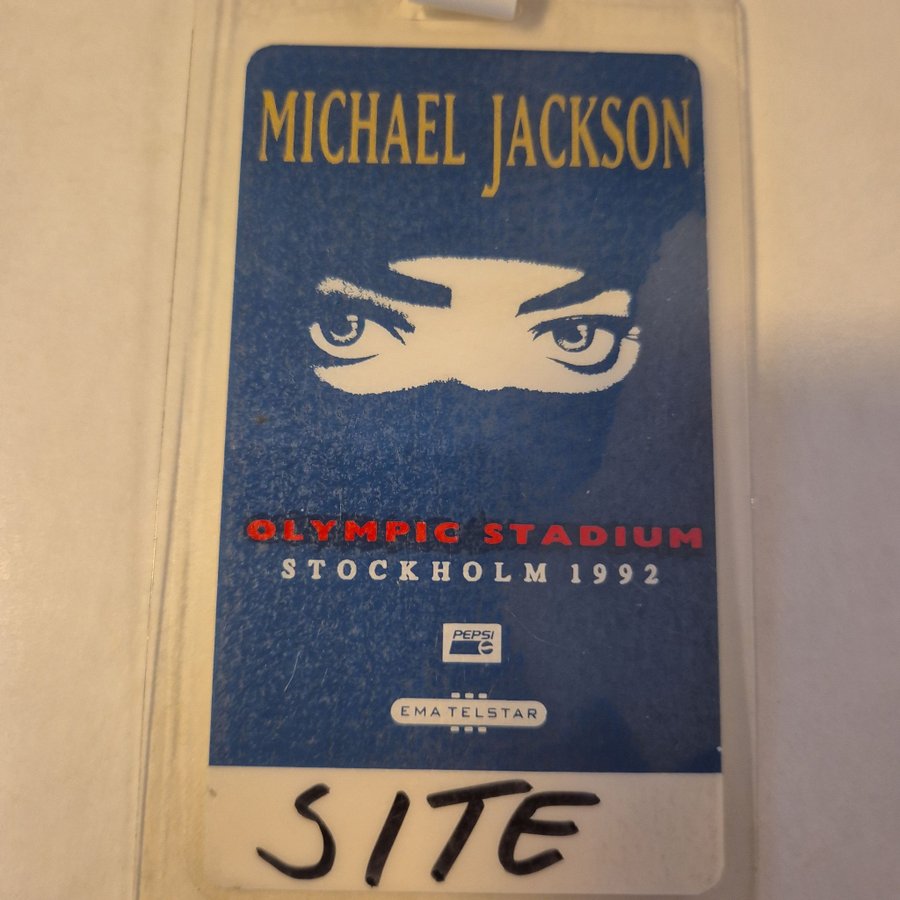 MICHAEL JACKSON
OLYMPIC STADIUM
STOCKHOLM 1992
PEPSI
EMA TELSTAR
SITE